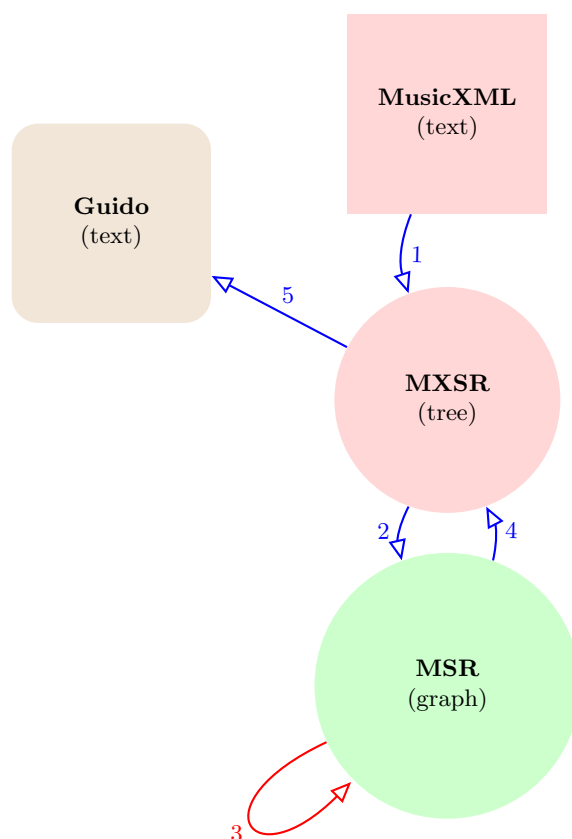 MusicXML
(text)
Guido
(text)
1
5
MXSR
(tree)
2
4
MSR
(graph)
3